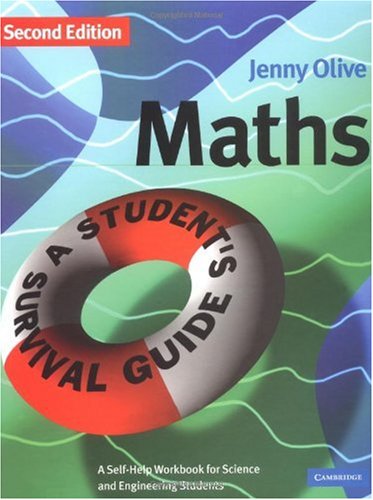 Second Edition
Jenny Olive
Maths
A STUDENT'S
SURVIVAL GUIDE
A Self-Help Workbook for Science
and Engineering Students
CAMBRIDGE